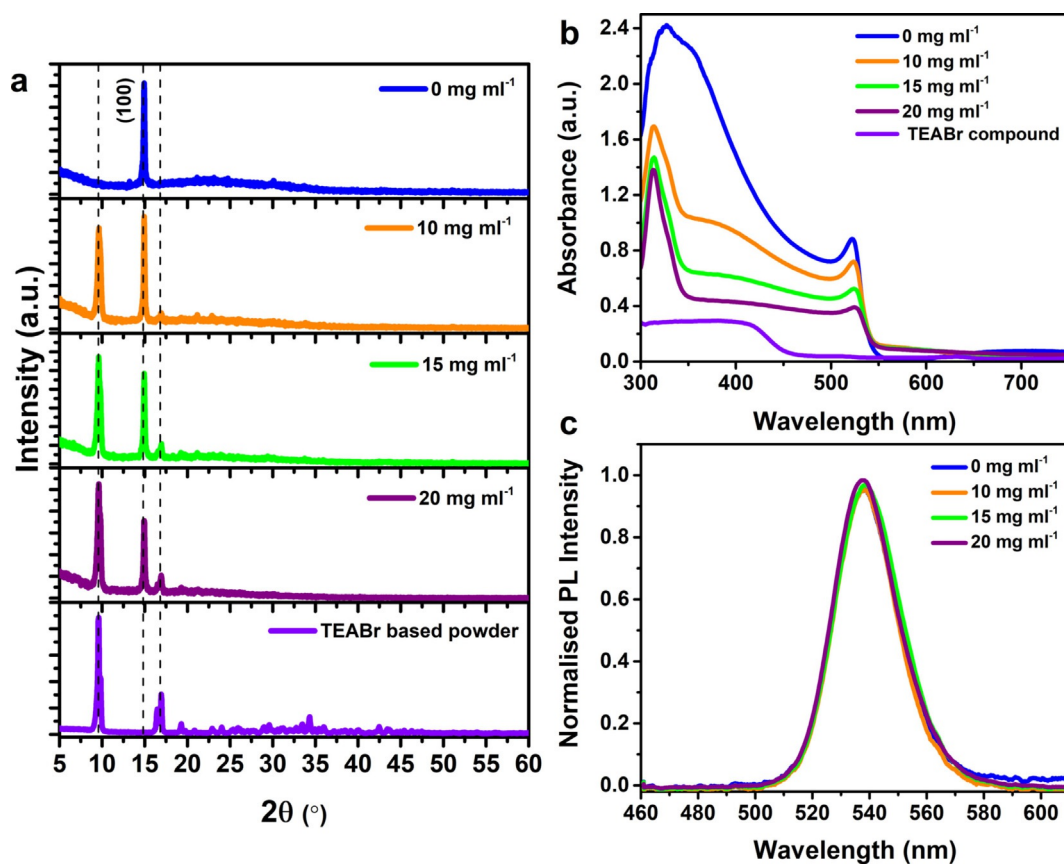 a
Intensity (a.u.)
(100)
0 mg ml⁻¹
10 mg ml⁻¹
15 mg ml⁻¹
20 mg ml⁻¹
TEABr based powder
5 10 15 20 25 30 35 40 45 50 55 60
2θ (°)
b
Absorbance (a.u.)
2.4
2.0
1.6
1.2
0.8
0.4
0.0
0 mg ml⁻¹
10 mg ml⁻¹
15 mg ml⁻¹
20 mg ml⁻¹
TEABr compound
300 400 500 600 700
Wavelength (nm)
c
Normalised PL Intensity
1.0
0.8
0.6
0.4
0.2
0.0
0 mg ml⁻¹
10 mg ml⁻¹
15 mg ml⁻¹
20 mg ml⁻¹
460 480 500 520 540 560 580 600
Wavelength (nm)